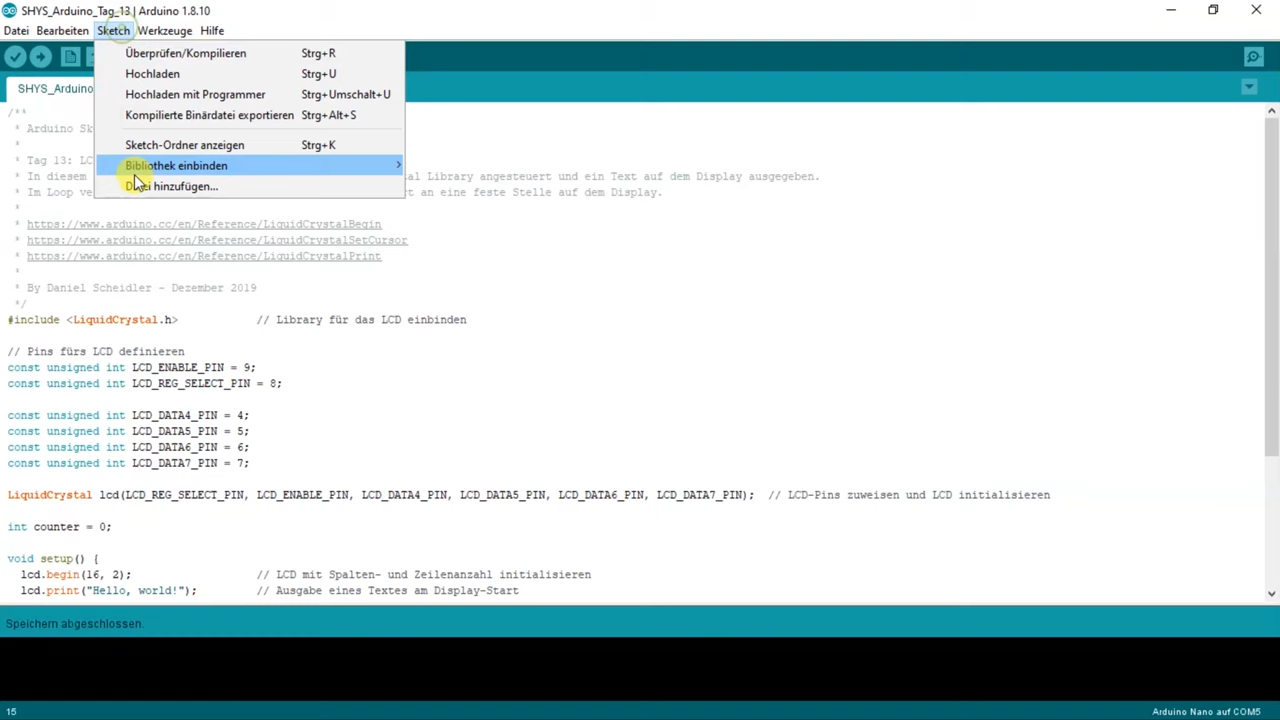 SHYS_Arduino_Tag_13 | Arduino 1.8.10
Datei Bearbeiten Sketch Werkzeuge Hilfe
Überprüfen/Kompilieren Strg+R
Hochladen Strg+U
Hochladen mit Programmer Strg+Umschalt+U
Kompilierte Binärdatei exportieren Strg+Alt+S
Sketch-Ordner anzeigen Strg+K
Bibliothek einbinden
hinzufügen...
SHYS_Arduino
/**
* Arduino Sk
*
* Tag 13: LC
* In diesem tal Library angesteuert und ein Text auf dem Display ausgegeben.
* Im Loop ve rt an eine feste Stelle auf dem Display.
*
* https://www.arduino.cc/en/Reference/LiquidCrystalBegin
* https://www.arduino.cc/en/Reference/LiquidCrystalSetCursor
* https://www.arduino.cc/en/Reference/LiquidCrystalPrint
*
* By Daniel Scheidler - Dezember 2019
*/
#include <LiquidCrystal.h> // Library für das LCD einbinden
// Pins fürs LCD definieren
const unsigned int LCD_ENABLE_PIN = 9;
const unsigned int LCD_REG_SELECT_PIN = 8;
const unsigned int LCD_DATA4_PIN = 4;
const unsigned int LCD_DATA5_PIN = 5;
const unsigned int LCD_DATA6_PIN = 6;
const unsigned int LCD_DATA7_PIN = 7;
LiquidCrystal lcd(LCD_REG_SELECT_PIN, LCD_ENABLE_PIN, LCD_DATA4_PIN, LCD_DATA5_PIN, LCD_DATA6_PIN, LCD_DATA7_PIN); // LCD-Pins zuweisen und LCD initialisieren
int counter = 0;
void setup() {
lcd.begin(16, 2); // LCD mit Spalten- und Zeilenanzahl initialisieren
lcd.print("Hello, world!"); // Ausgabe eines Textes am Display-Start
Speichern abgeschlossen.
15 Arduino Nano auf COM5